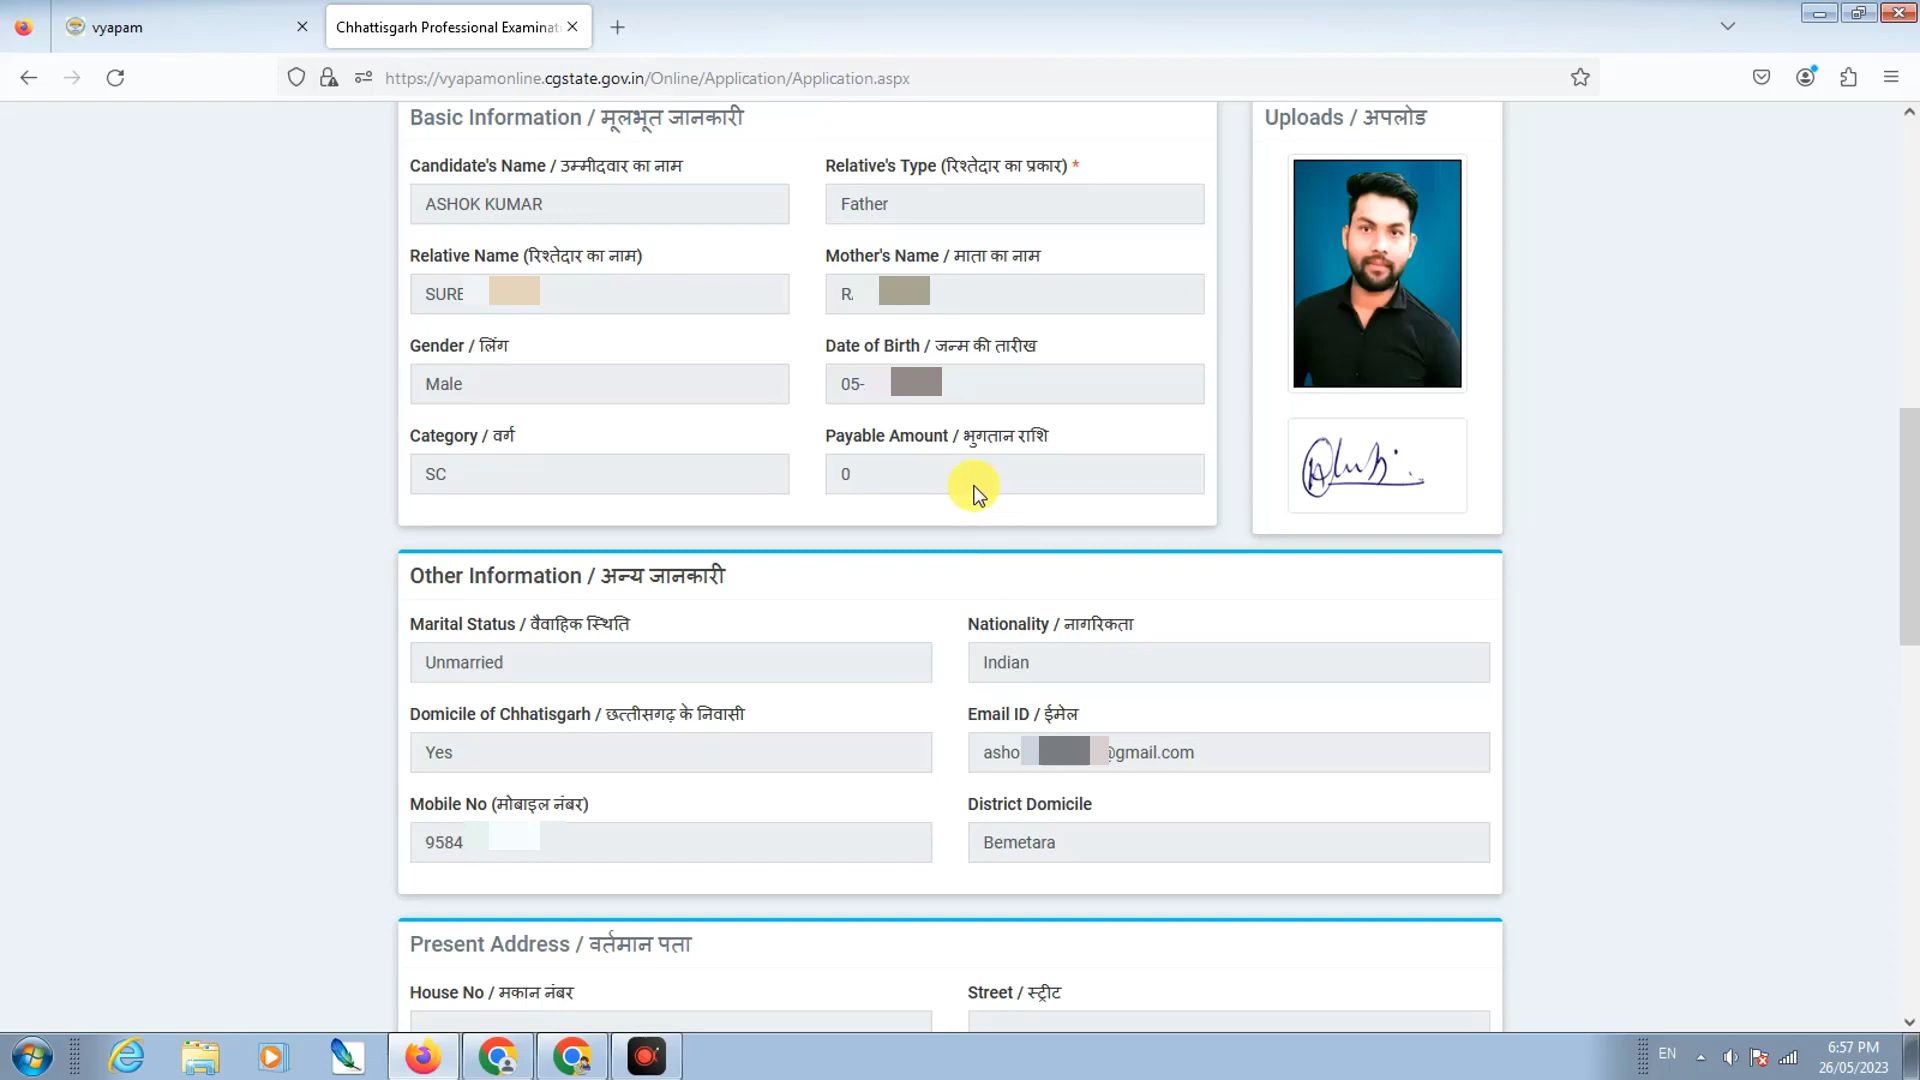 vyapam
Chhattisgarh Professional Examinat
https://vyapamonline.cgstate.gov.in/Online/Application/Application.aspx
Basic Information / मूलभूत जानकारी
Uploads / अपलोड
Candidate's Name / उम्मीदवार का नाम
Relative's Type (रिश्तेदार का प्रकार) *
ASHOK KUMAR
Father
Relative Name (रिश्तेदार का नाम)
Mother's Name / माता का नाम
SURE
R
Gender / लिंग
Date of Birth / जन्म की तारीख
Male
05-
Category / वर्ग
Payable Amount / भुगतान राशि
SC
0
Other Information / अन्य जानकारी
Marital Status / वैवाहिक स्थिति
Nationality / नागरिकता
Unmarried
Indian
Domicile of Chhatisgarh / छत्तीसगढ़ के निवासी
Email ID / ईमेल
Yes
asho @gmail.com
Mobile No (मोबाइल नंबर)
District Domicile
9584
Bemetara
Present Address / वर्तमान पता
House No / मकान नंबर
Street / स्ट्रीट
EN
6:57 PM
26/05/2023